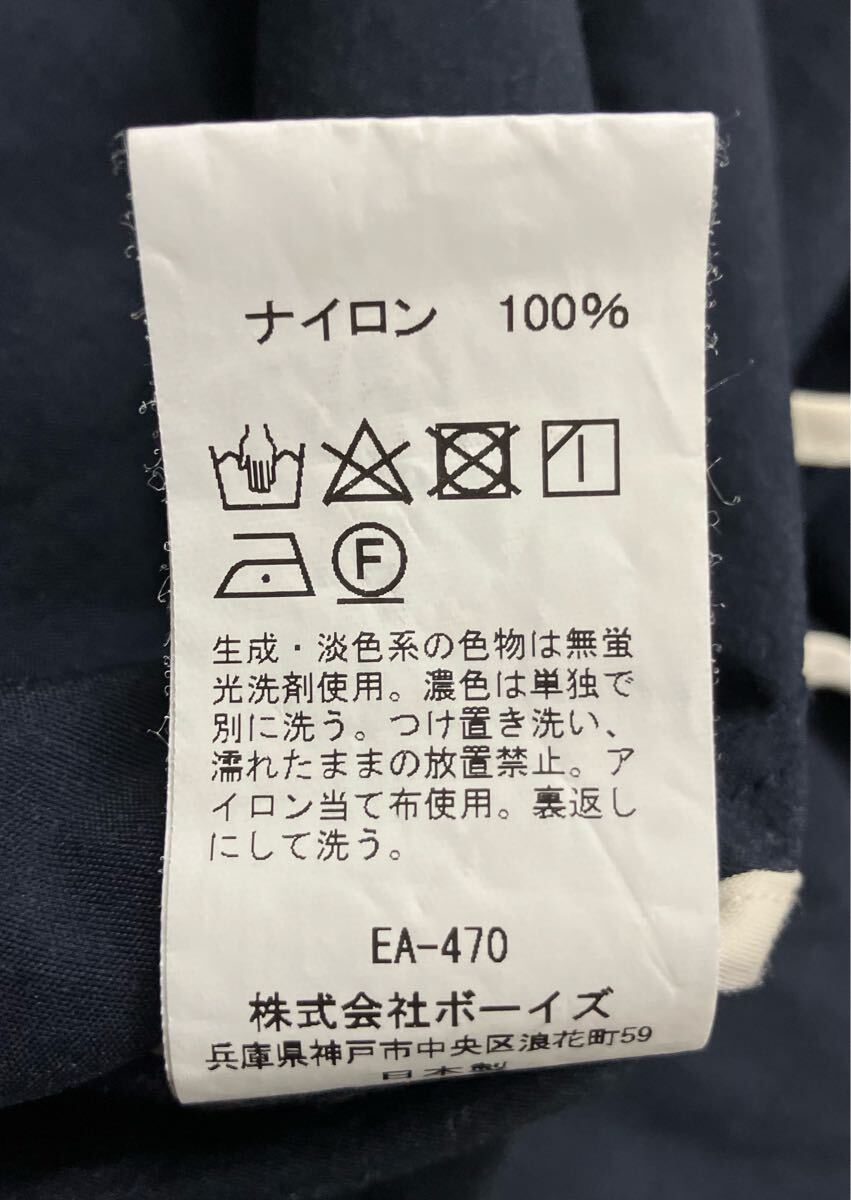 ナイロン 100%
F
生成・淡色系の色物は無蛍
光洗剤使用。濃色は単独で
別に洗う。つけ置き洗い、
濡れたままの放置禁止。ア
イロン当て布使用。裏返し
にして洗う。
EA-470
株式会社ボーイズ
兵庫県神戸市中央区浪花町59
日本製